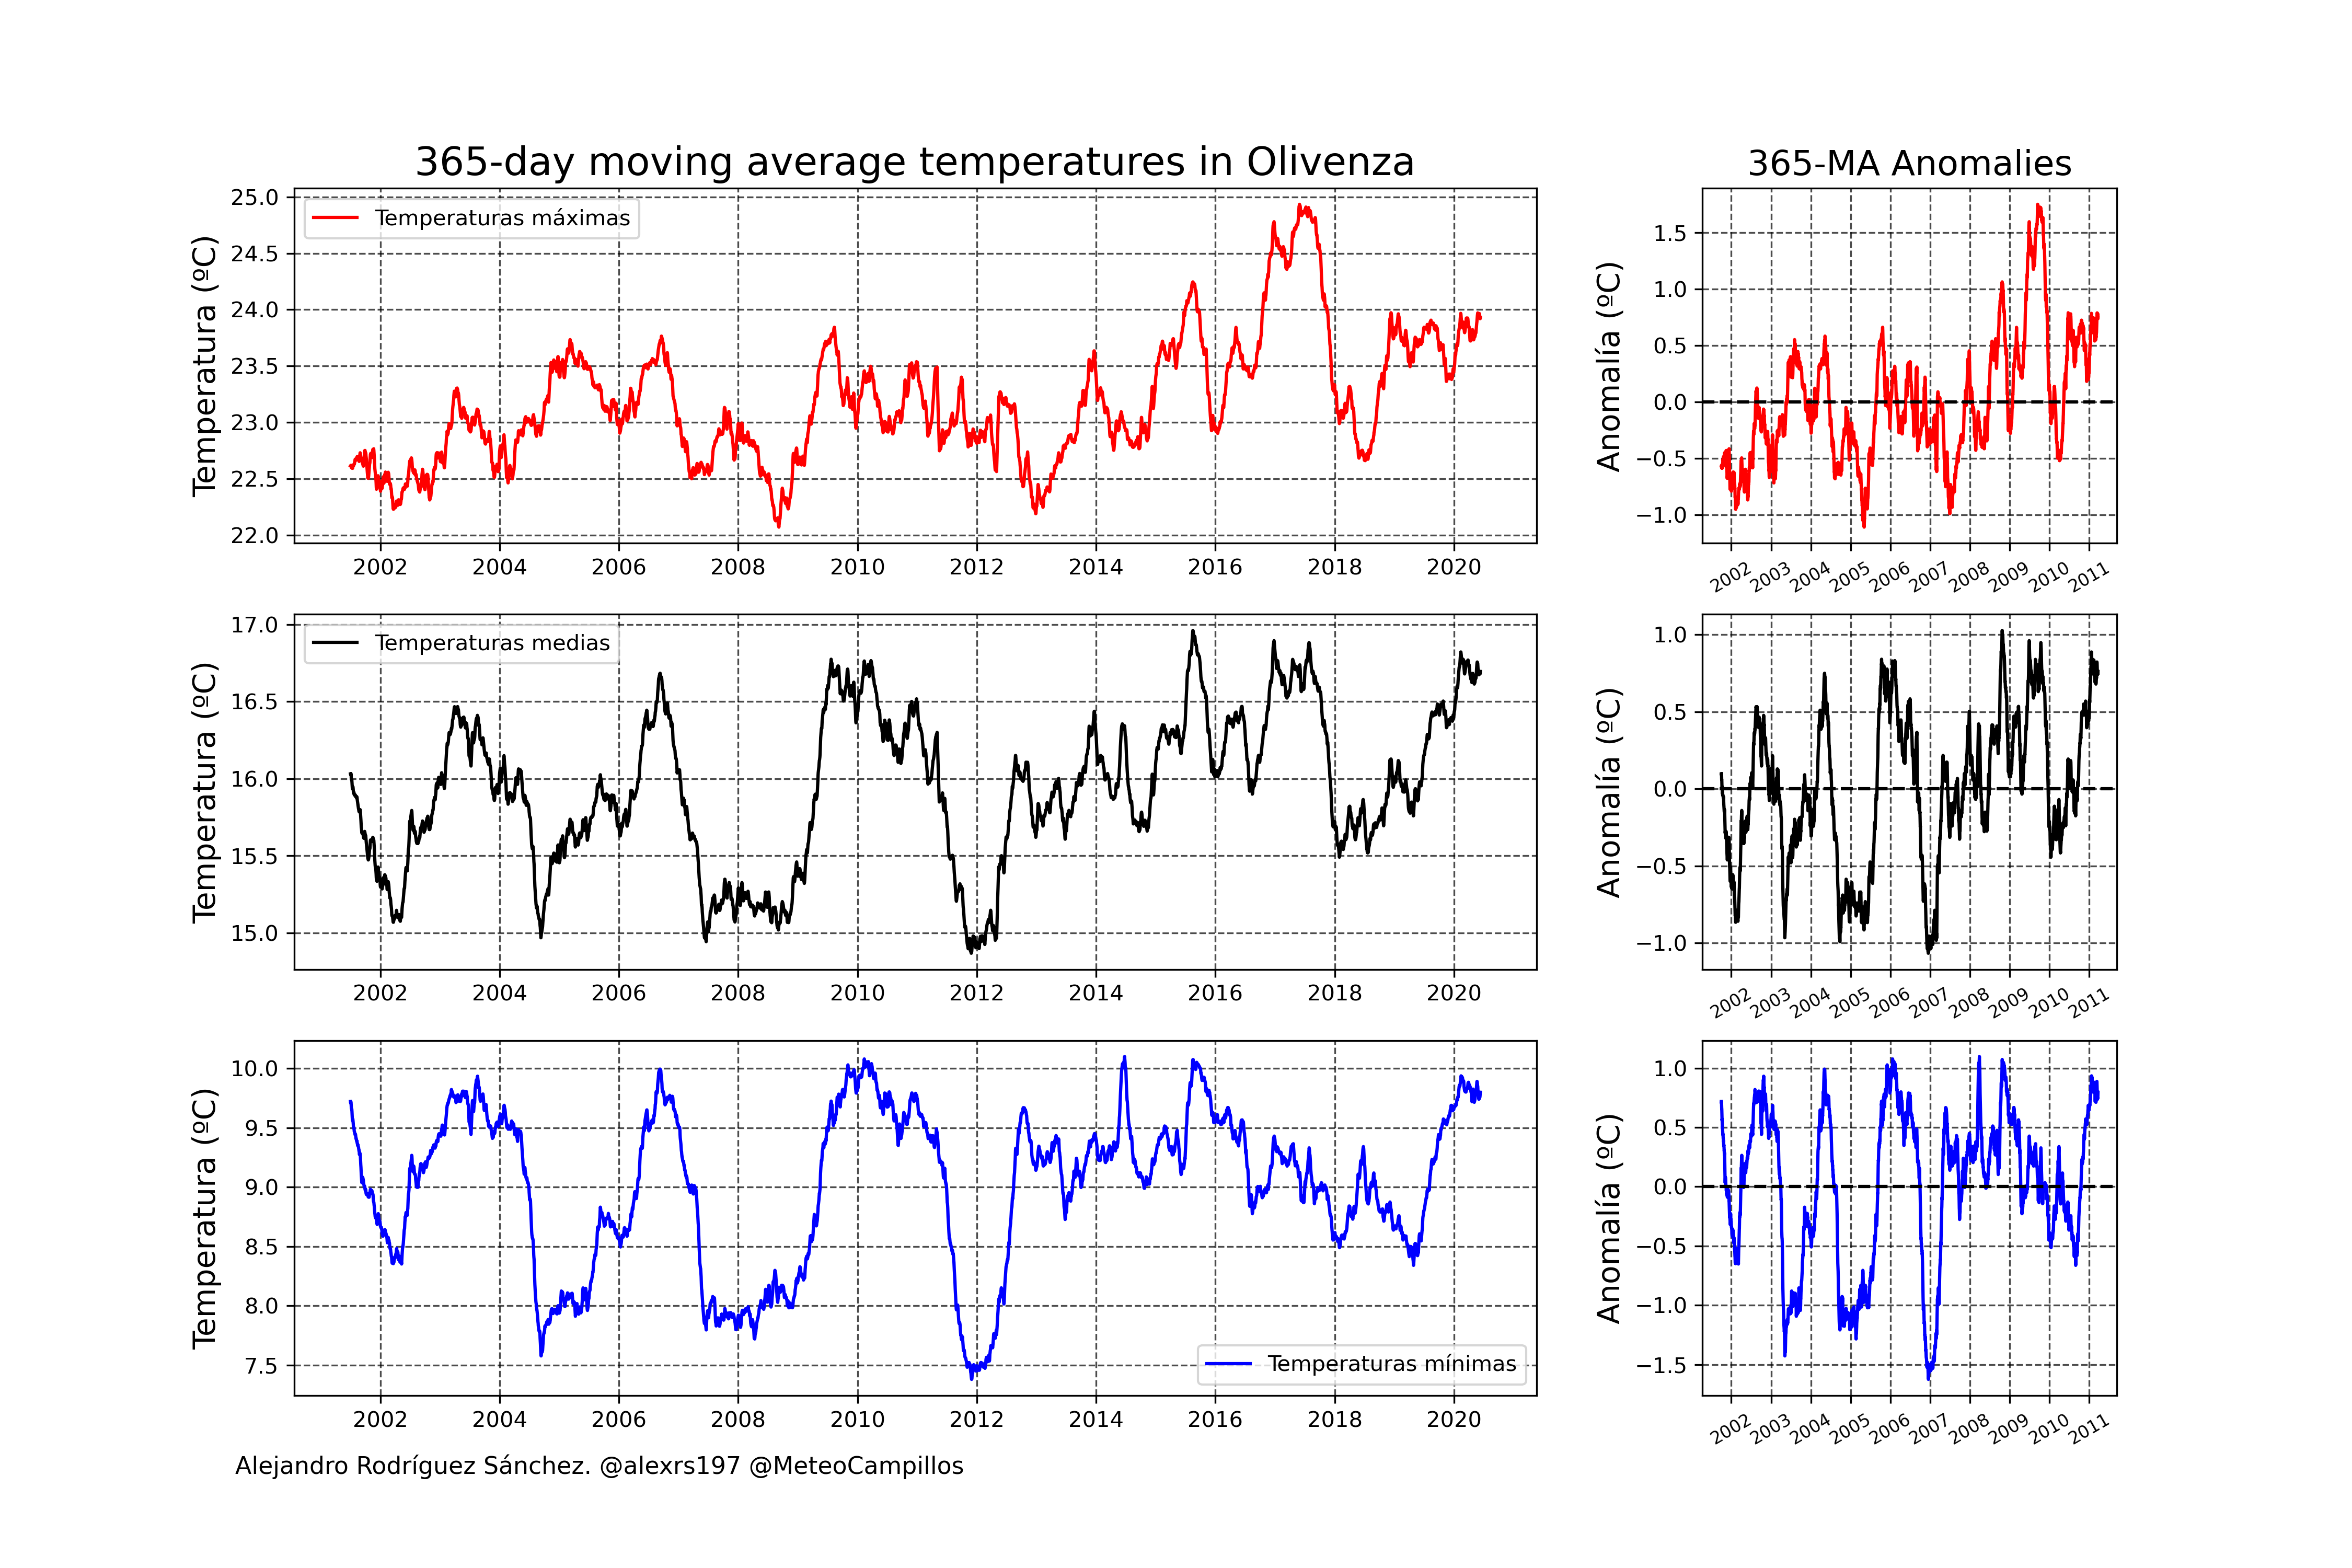 365-day moving average temperatures in Olivenza
365-MA Anomalies
Temperatura (ºC)
25.0
24.5
24.0
23.5
23.0
22.5
22.0
Temperaturas máximas
2002 2004 2006 2008 2010 2012 2014 2016 2018 2020
Anomalía (ºC)
1.5
1.0
0.5
0.0
−0.5
−1.0
2002 2003 2004 2005 2006 2007 2008 2009 2010 2011
Temperatura (ºC)
17.0
16.5
16.0
15.5
15.0
Temperaturas medias
2002 2004 2006 2008 2010 2012 2014 2016 2018 2020
Anomalía (ºC)
1.0
0.5
0.0
−0.5
−1.0
2002 2003 2004 2005 2006 2007 2008 2009 2010 2011
Temperatura (ºC)
10.0
9.5
9.0
8.5
8.0
7.5
Temperaturas mínimas
2002 2004 2006 2008 2010 2012 2014 2016 2018 2020
Anomalía (ºC)
1.0
0.5
0.0
−0.5
−1.0
−1.5
2002 2003 2004 2005 2006 2007 2008 2009 2010 2011
Alejandro Rodríguez Sánchez. @alexrs197 @MeteoCampillos